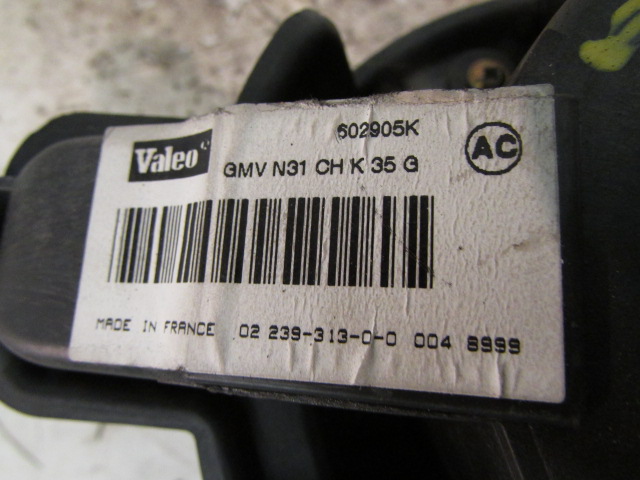 602905K
Valeo
AC
GMV N31 CH K 35 G
MADE IN FRANCE 02 239-313-0-0 004 8999